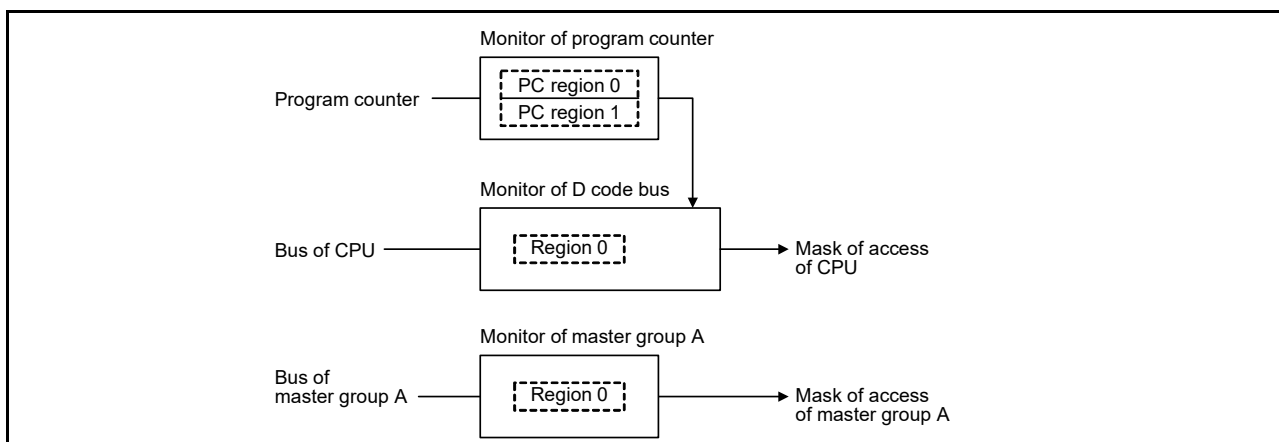 Monitor of program counter
Program counter
PC region 0
PC region 1
Monitor of D code bus
Bus of CPU
Region 0
Mask of access
of CPU
Monitor of master group A
Bus of
master group A
Region 0
Mask of access
of master group A